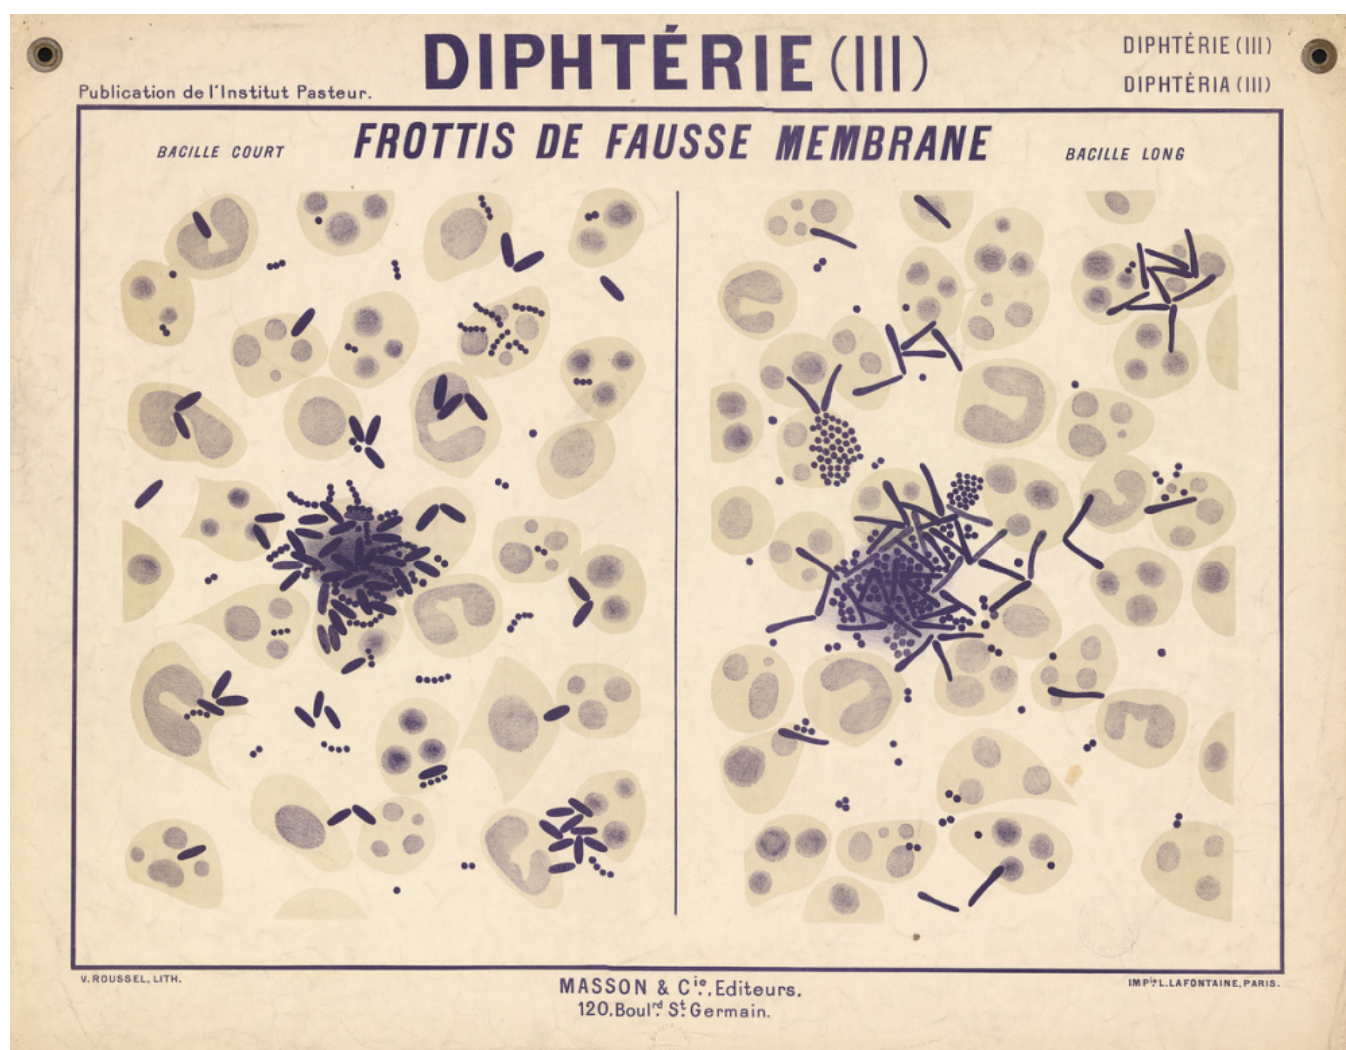 DIPHTÉRIE (III)
DIPHTÉRIE (III)
DIPHTÉRIA (III)
Publication de l'Institut Pasteur.
FROTTIS DE FAUSSE MEMBRANE
BACILLE COURT
BACILLE LONG
V. ROUSSEL, LITH.
MASSON & Cie., Editeurs,
120, Boulrd. St. Germain.
IMPie L. LAFONTAINE, PARIS.